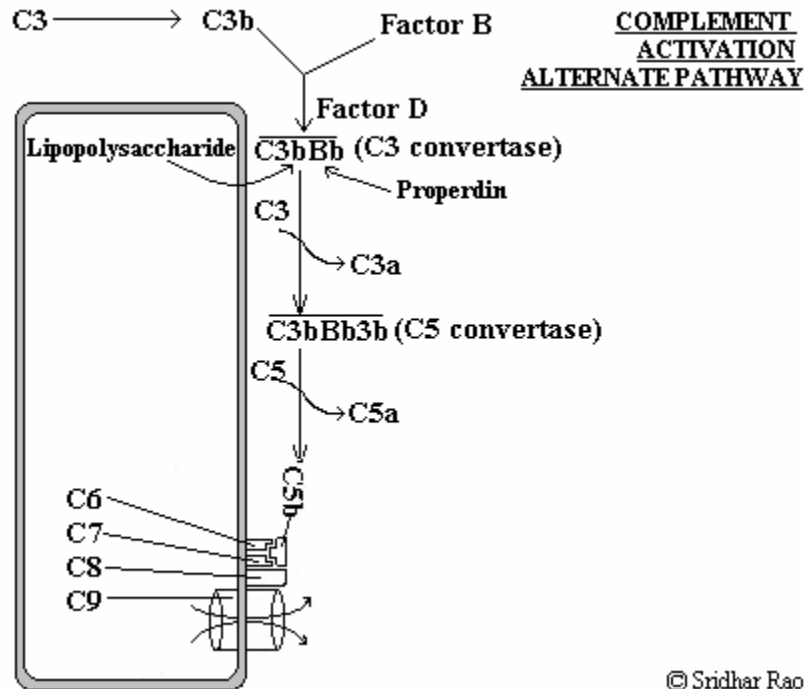 C3 C3b Factor B
COMPLEMENT
ACTIVATION
ALTERNATE PATHWAY
Factor D
Lipopolysaccharide
C3bBb (C3 convertase)
Properdin
C3
C3a
C3bBb3b (C5 convertase)
C5
C5a
C5b
C6
C7
C8
C9
© Sridhar Rao